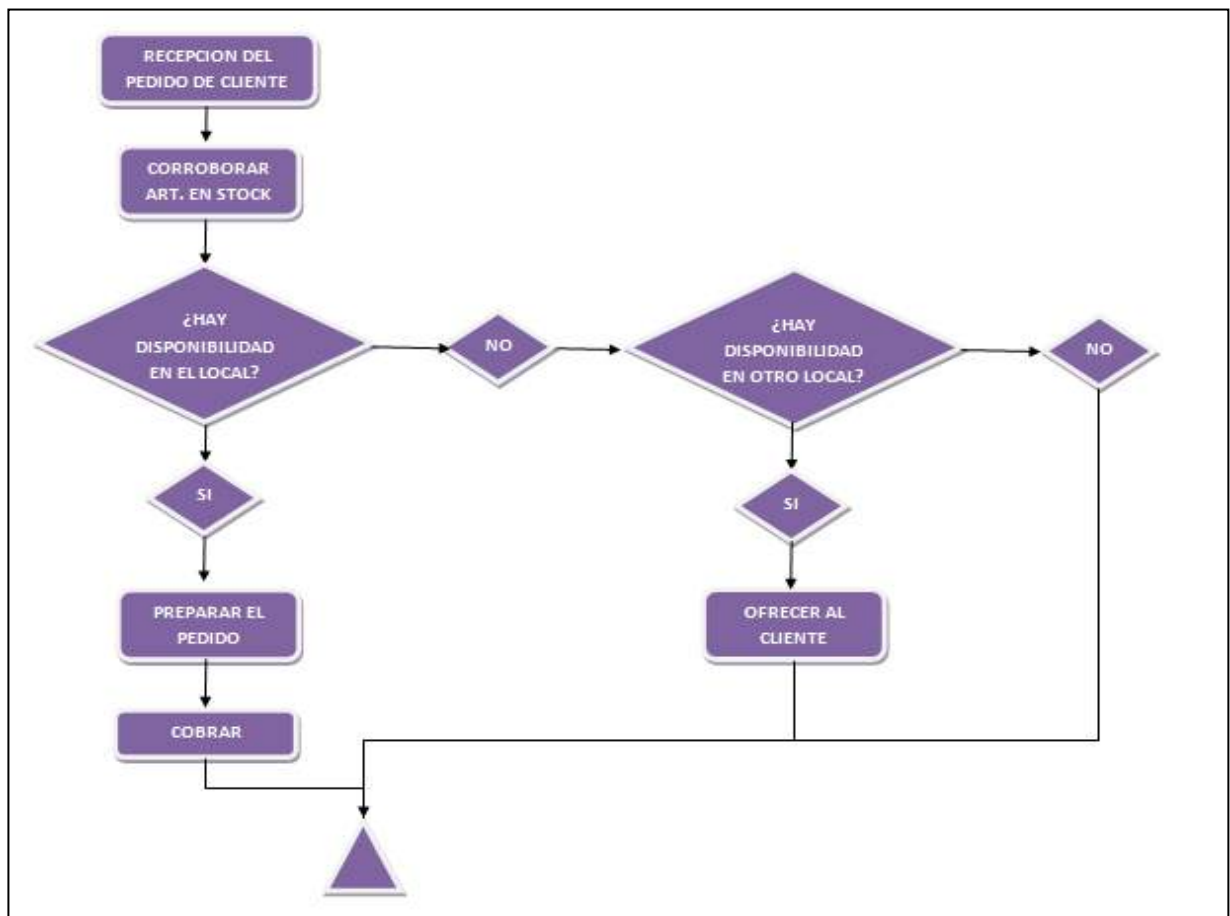 RECEPCION DEL
PEDIDO DE CLIENTE
CORROBORAR
ART. EN STOCK
¿HAY
DISPONIBILIDAD
EN EL LOCAL?
NO
¿HAY
DISPONIBILIDAD
EN OTRO LOCAL?
NO
SI
SI
PREPARAR EL
PEDIDO
OFRECER AL
CLIENTE
COBRAR